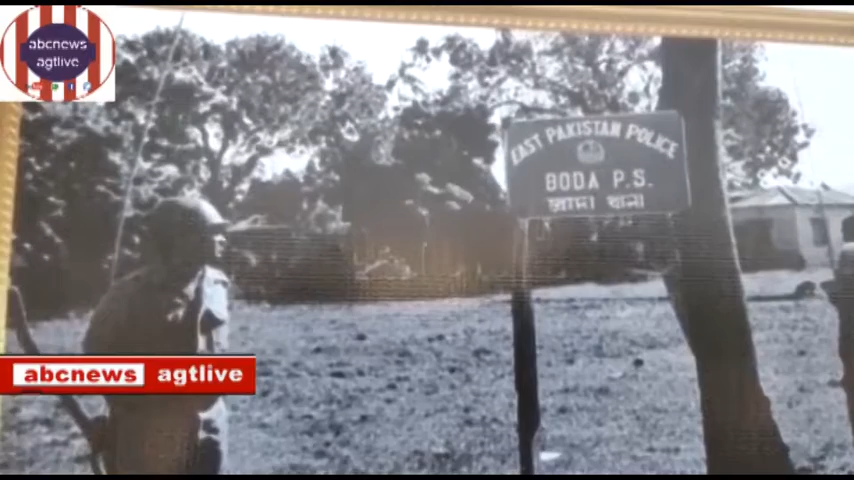 abcnews
agtlive
EAST PAKISTAN POLICE
BODA P.S.
থানা
abcnews agtlive